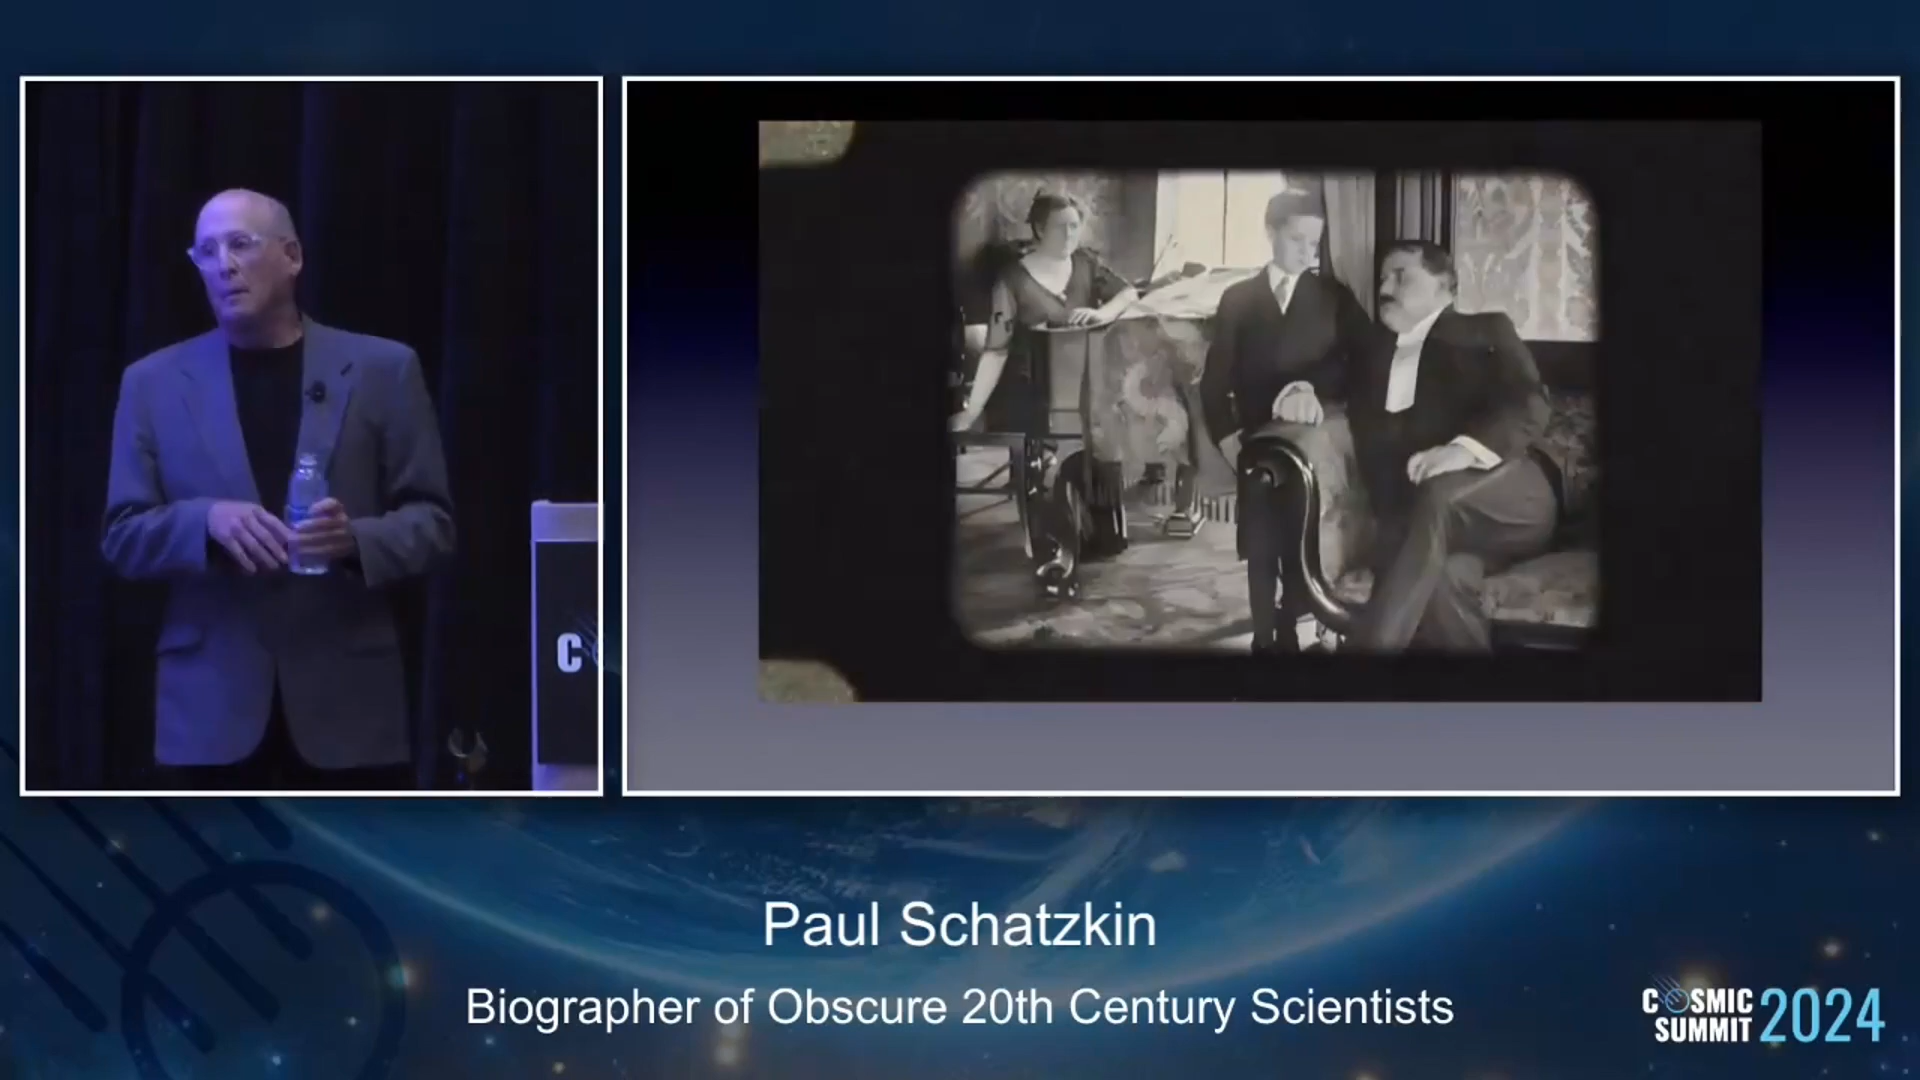 C
Paul Schatzkin
Biographer of Obscure 20th Century Scientists
COSMIC
SUMMIT 2024